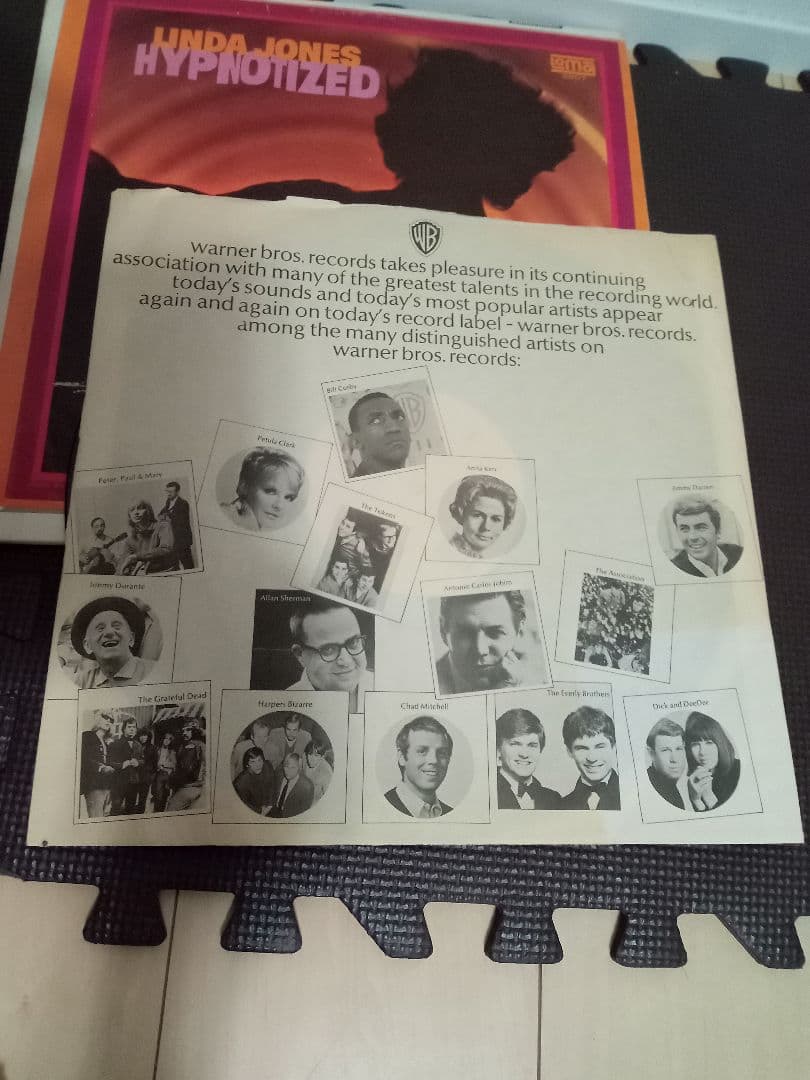 LINDA JONES
HYPNOTIZED
loma
WB
warner bros. records takes pleasure in its continuing
association with many of the greatest talents in the recording world.
today's sounds and today's most popular artists appear
again and again on today's record label - warner bros. records.
among the many distinguished artists on
warner bros. records:
Bill Cosby
WB
Petula Clark
Peter, Paul & Mary
The Tokens
Anita Kerr
Jimmy Durante
Allan Sherman
Antonio Carlos Jobim
The Association
The Grateful Dead
Harpers Bizarre
Chad Mitchell
The Everly Brothers
Dick and DeeDee